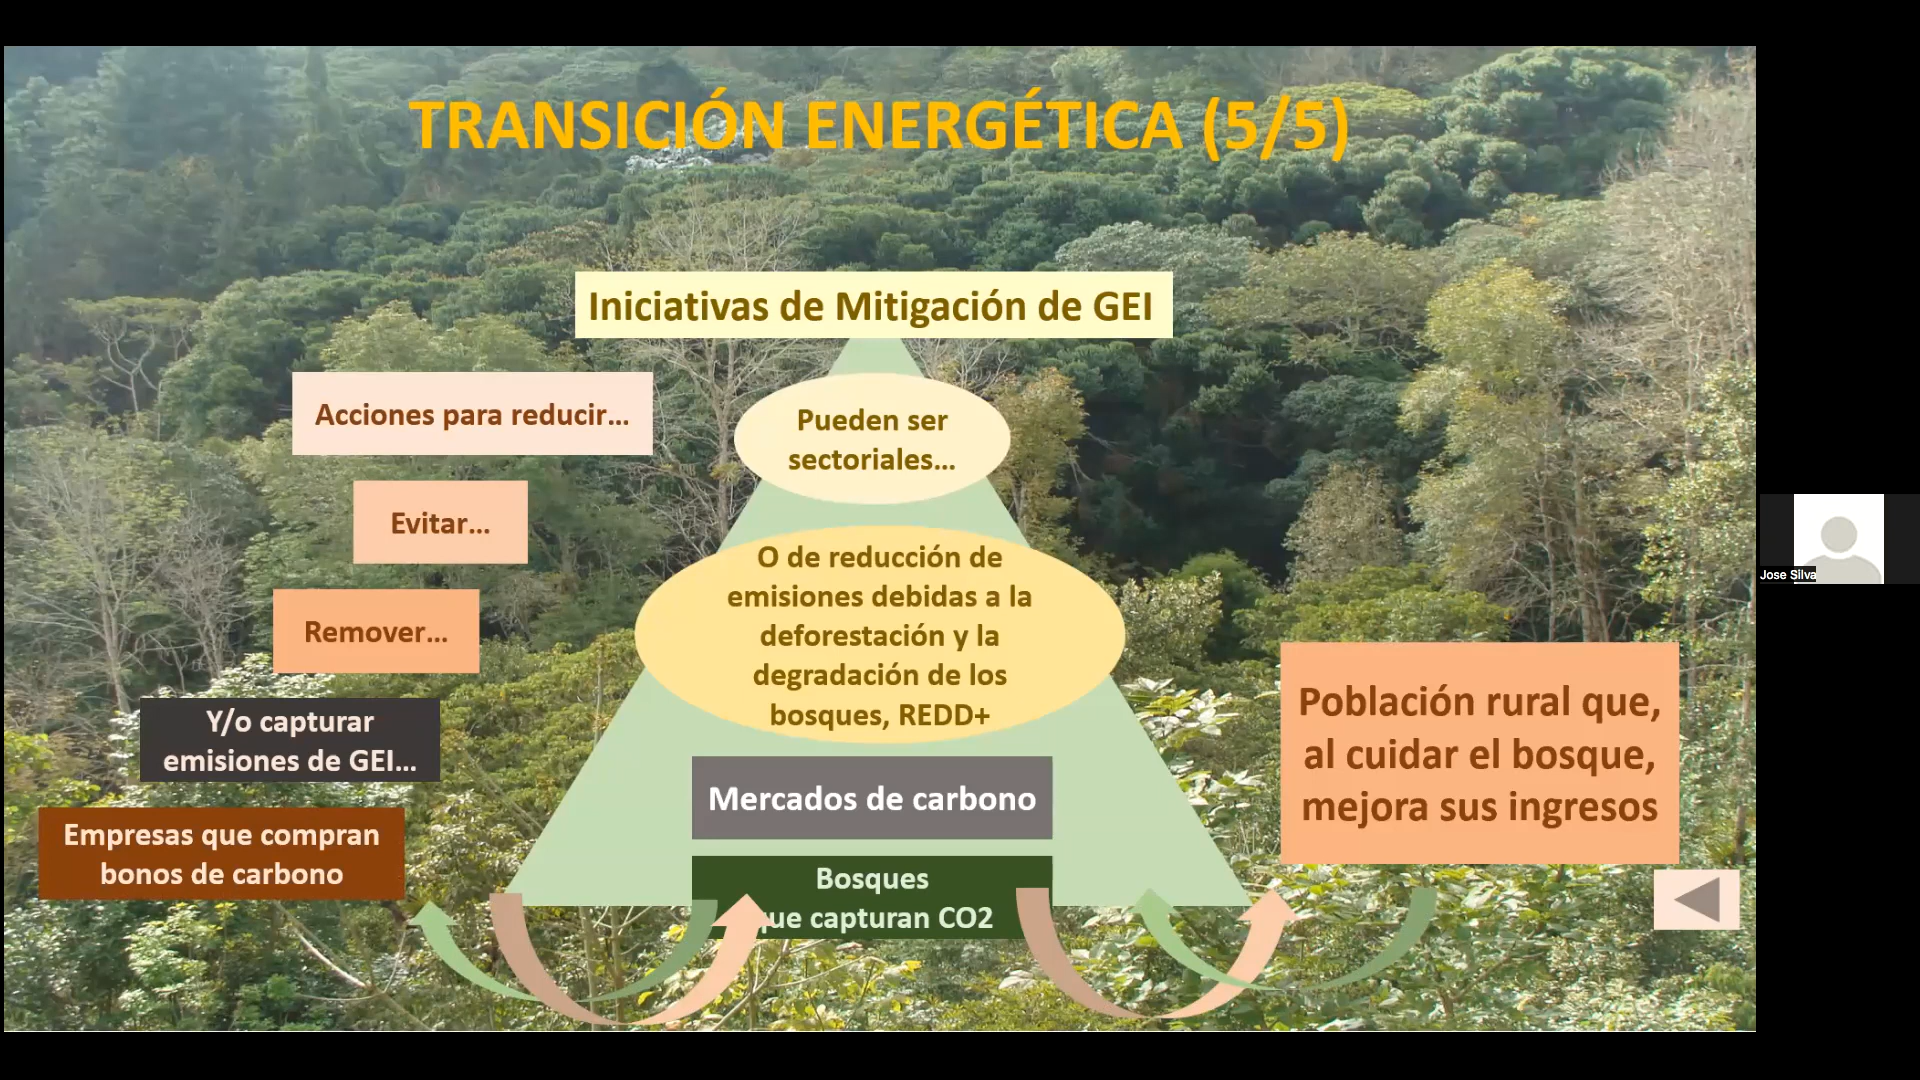 TRANSICIÓN ENERGÉTICA (5/5)
Iniciativas de Mitigación de GEI
Acciones para reducir...
Evitar...
Remover...
Y/o capturar
emisiones de GEI...
Empresas que compran
bonos de carbono
Pueden ser
sectoriales...
O de reducción de
emisiones debidas a la
deforestación y la
degradación de los
bosques, REDD+
Mercados de carbono
Bosques
que capturan CO2
Población rural que,
al cuidar el bosque,
mejora sus ingresos
Jose Silva